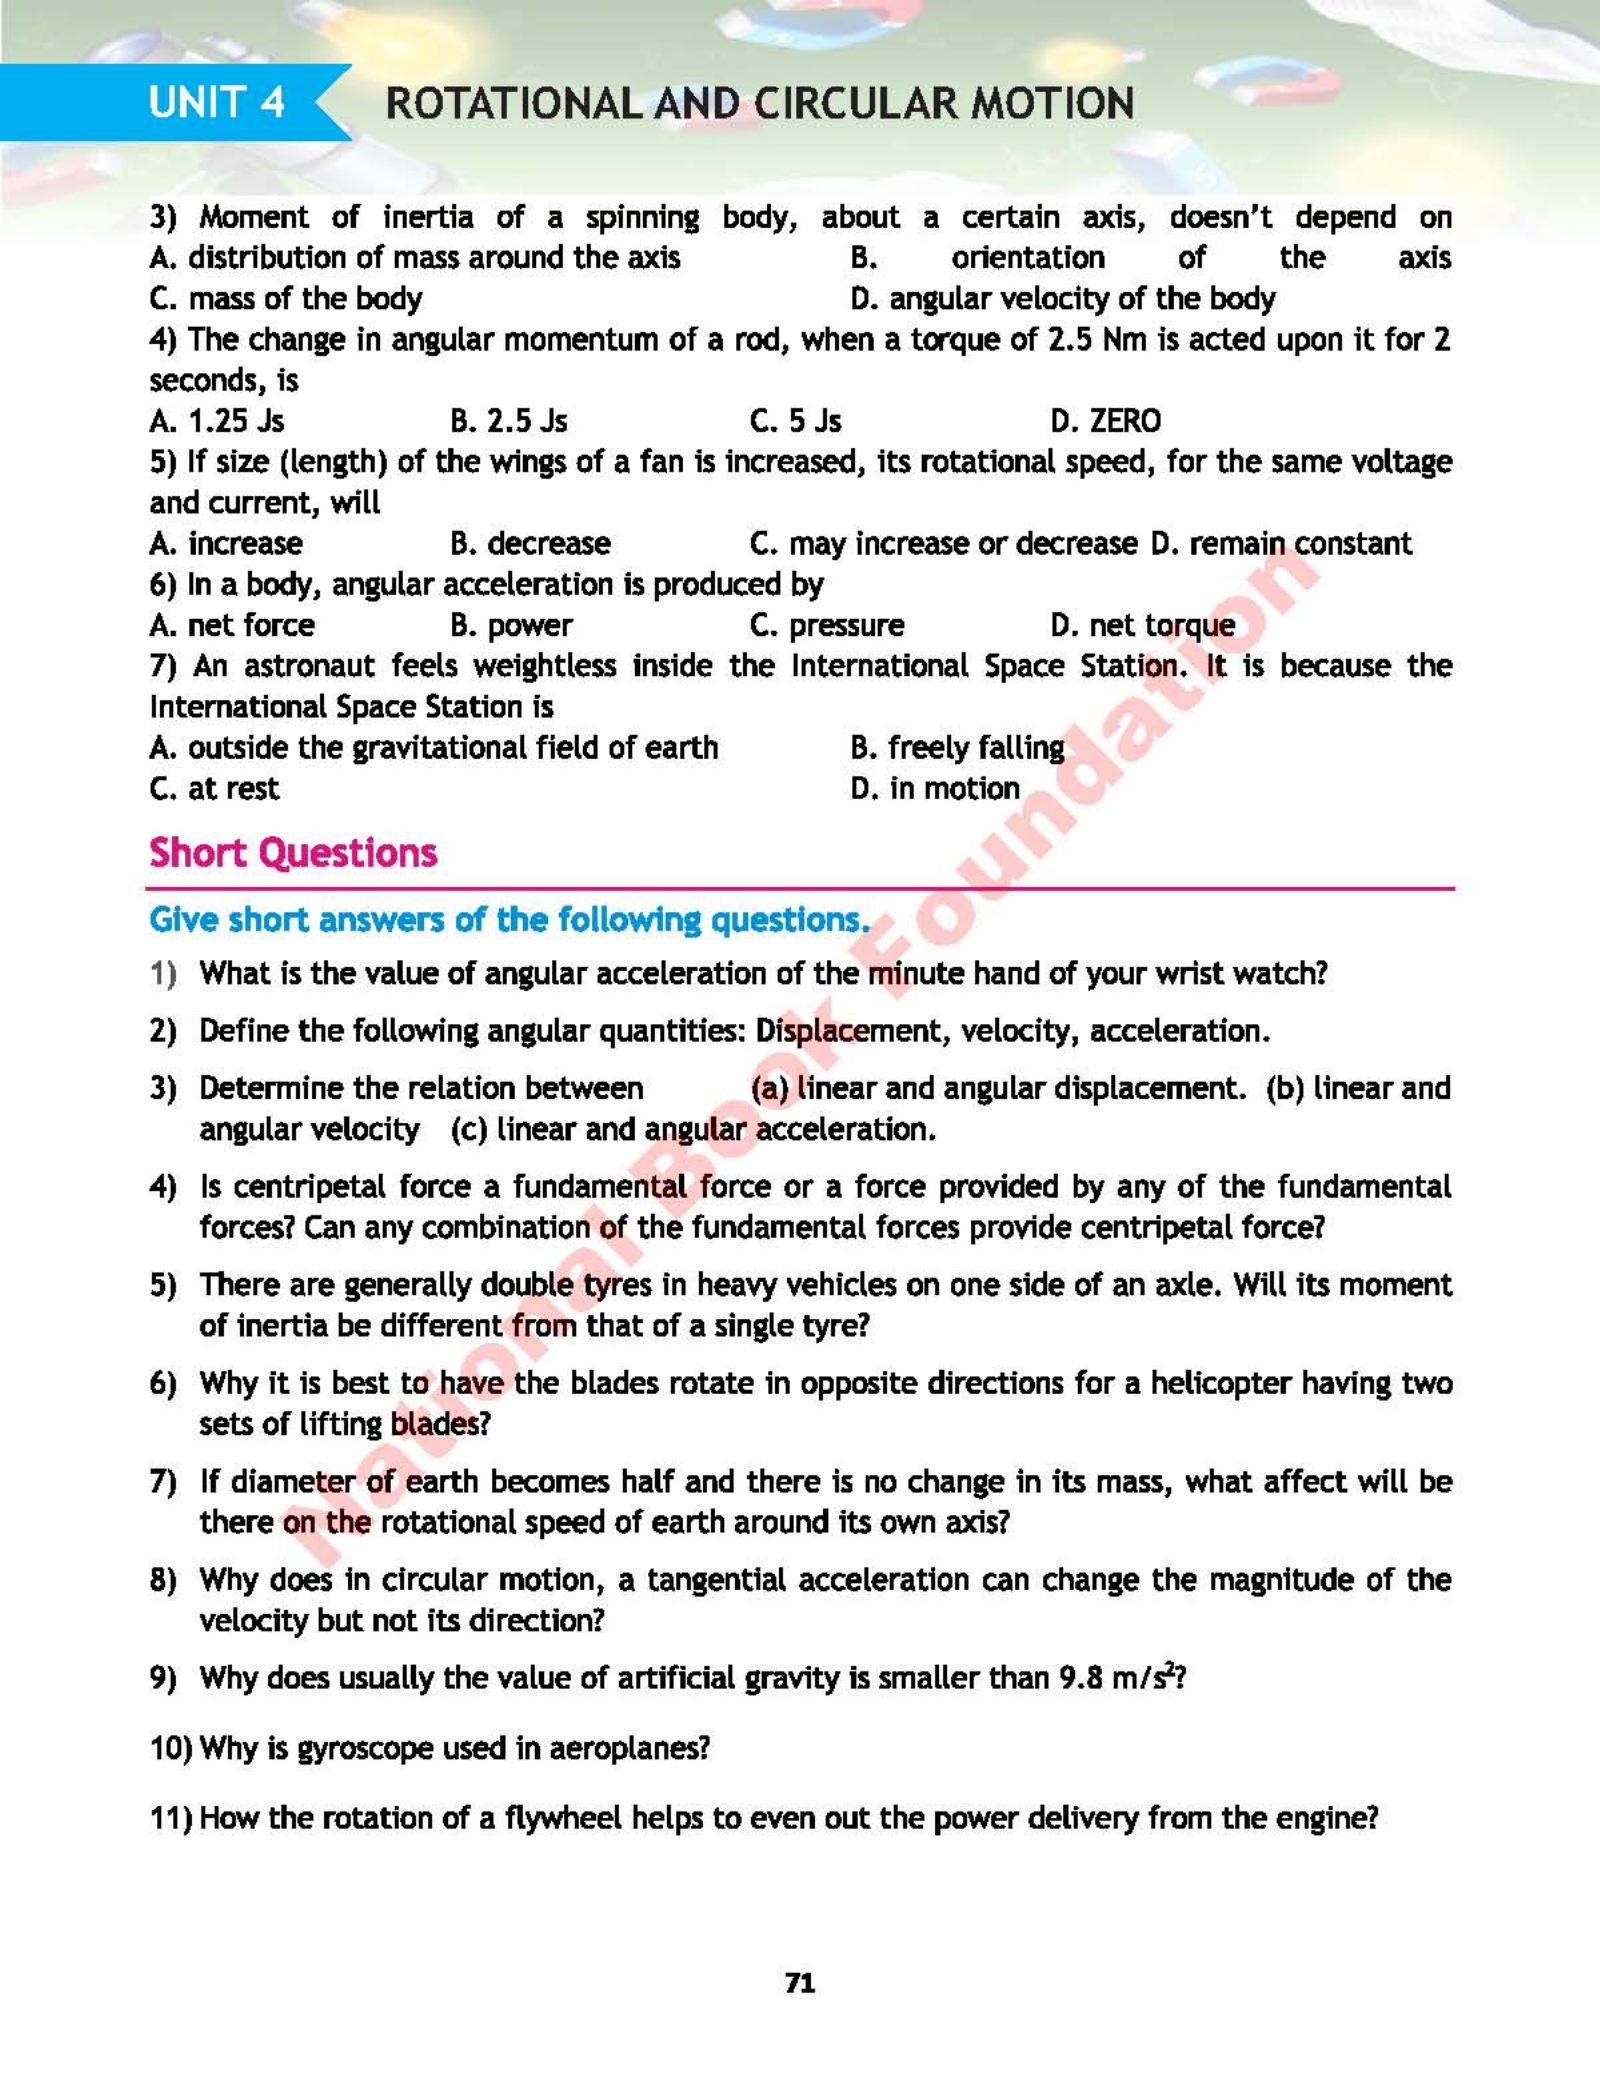 UNIT 4 ROTATIONAL AND CIRCULAR MOTION
3) Moment of inertia of a spinning body, about a certain axis, doesn't depend on
A. distribution of mass around the axis B. orientation of the axis
C. mass of the body D. angular velocity of the body
4) The change in angular momentum of a rod, when a torque of 2.5 Nm is acted upon it for 2
seconds, is
A. 1.25 Js B. 2.5 Js C. 5 Js D. ZERO
5) If size (length) of the wings of a fan is increased, its rotational speed, for the same voltage
and current, will
A. increase B. decrease C. may increase or decrease D. remain constant
6) In a body, angular acceleration is produced by
A. net force B. power C. pressure D. net torque
7) An astronaut feels weightless inside the International Space Station. It is because the
International Space Station is
A. outside the gravitational field of earth B. freely falling
C. at rest D. in motion
Short Questions
Give short answers of the following questions.
1) What is the value of angular acceleration of the minute hand of your wrist watch?
2) Define the following angular quantities: Displacement, velocity, acceleration.
3) Determine the relation between (a) linear and angular displacement. (b) linear and
angular velocity (c) linear and angular acceleration.
4) Is centripetal force a fundamental force or a force provided by any of the fundamental
forces? Can any combination of the fundamental forces provide centripetal force?
5) There are generally double tyres in heavy vehicles on one side of an axle. Will its moment
of inertia be different from that of a single tyre?
6) Why it is best to have the blades rotate in opposite directions for a helicopter having two
sets of lifting blades?
7) If diameter of earth becomes half and there is no change in its mass, what affect will be
there on the rotational speed of earth around its own axis?
8) Why does in circular motion, a tangential acceleration can change the magnitude of the
velocity but not its direction?
9) Why does usually the value of artificial gravity is smaller than 9.8 m/s²?
10) Why is gyroscope used in aeroplanes?
11) How the rotation of a flywheel helps to even out the power delivery from the engine?
71
National Book Foundation